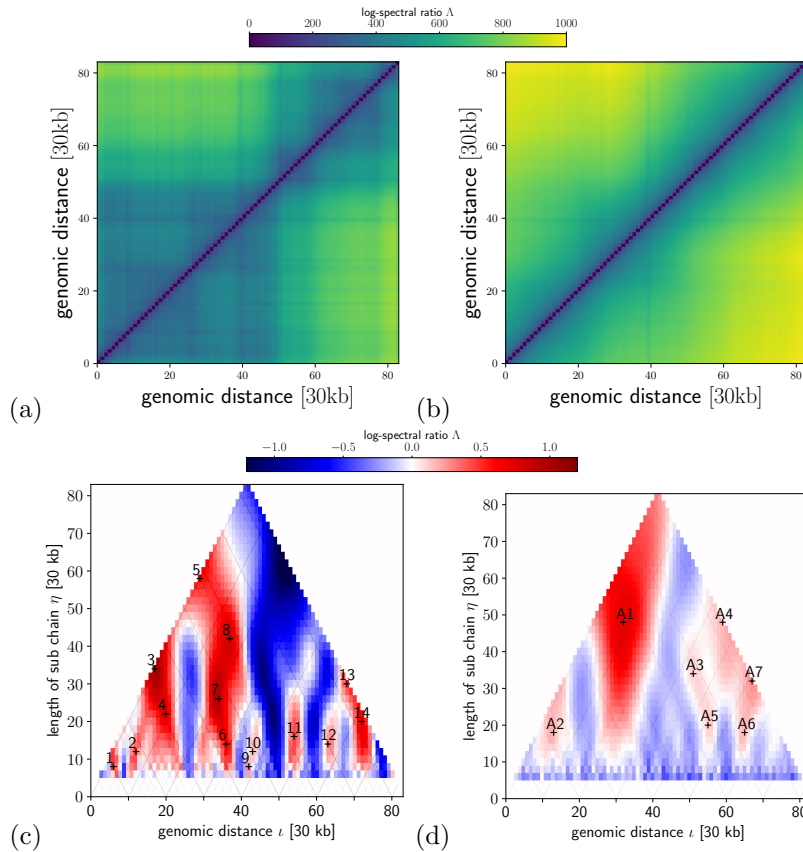 log-spectral ratio Λ
0 200 400 600 800 1000
80
60
40
20
0
genomic distance [30kb]
0 20 40 60 80
genomic distance [30kb]
(a)
80
60
40
20
0
genomic distance [30kb]
0 20 40 60 80
genomic distance [30kb]
(b)
log-spectral ratio Λ
−1.0 −0.5 0.0 0.5 1.0
80
70
60
50
40
30
20
10
0
length of sub chain η [30 kb]
5
8
3
13
7
4
14
11
6
12
2
10
1
9
0 20 40 60 80
genomic distance ι [30 kb]
(c)
80
70
60
50
40
30
20
10
0
length of sub chain η [30 kb]
A1
A4
A3
A7
A2
A5
A6
0 20 40 60 80
genomic distance ι [30 kb]
(d)